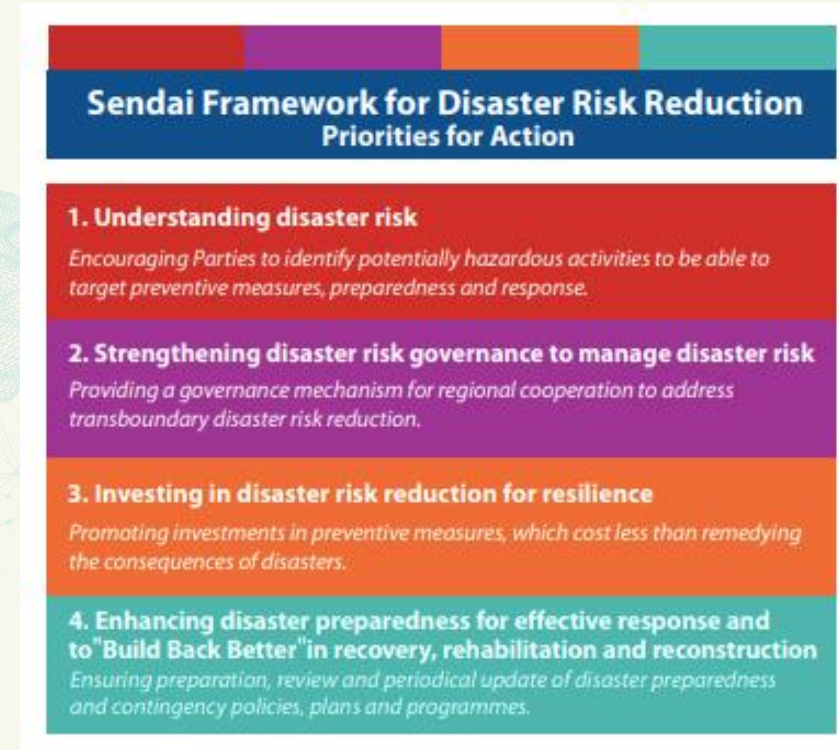 Sendai Framework for Disaster Risk Reduction
Priorities for Action
1. Understanding disaster risk
Encouraging Parties to identify potentially hazardous activities to be able to
target preventive measures, preparedness and response.
2. Strengthening disaster risk governance to manage disaster risk
Providing a governance mechanism for regional cooperation to address
transboundary disaster risk reduction.
3. Investing in disaster risk reduction for resilience
Promoting investments in preventive measures, which cost less than remedying
the consequences of disasters.
4. Enhancing disaster preparedness for effective response and
to"Build Back Better"in recovery, rehabilitation and reconstruction
Ensuring preparation, review and periodical update of disaster preparedness
and contingency policies, plans and programmes.